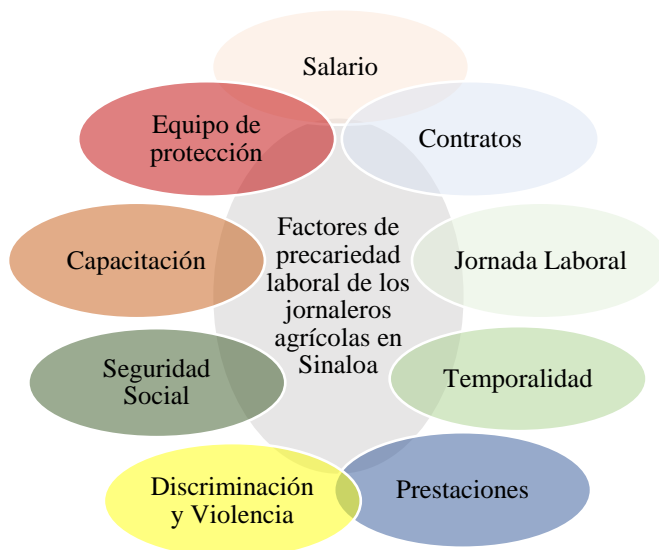 Salario
Equipo de
protección
Contratos
Factores de
precariedad
laboral de los
jornaleros
agrícolas en
Sinaloa
Capacitación
Jornada Laboral
Seguridad
Social
Temporalidad
Discriminación
y Violencia
Prestaciones